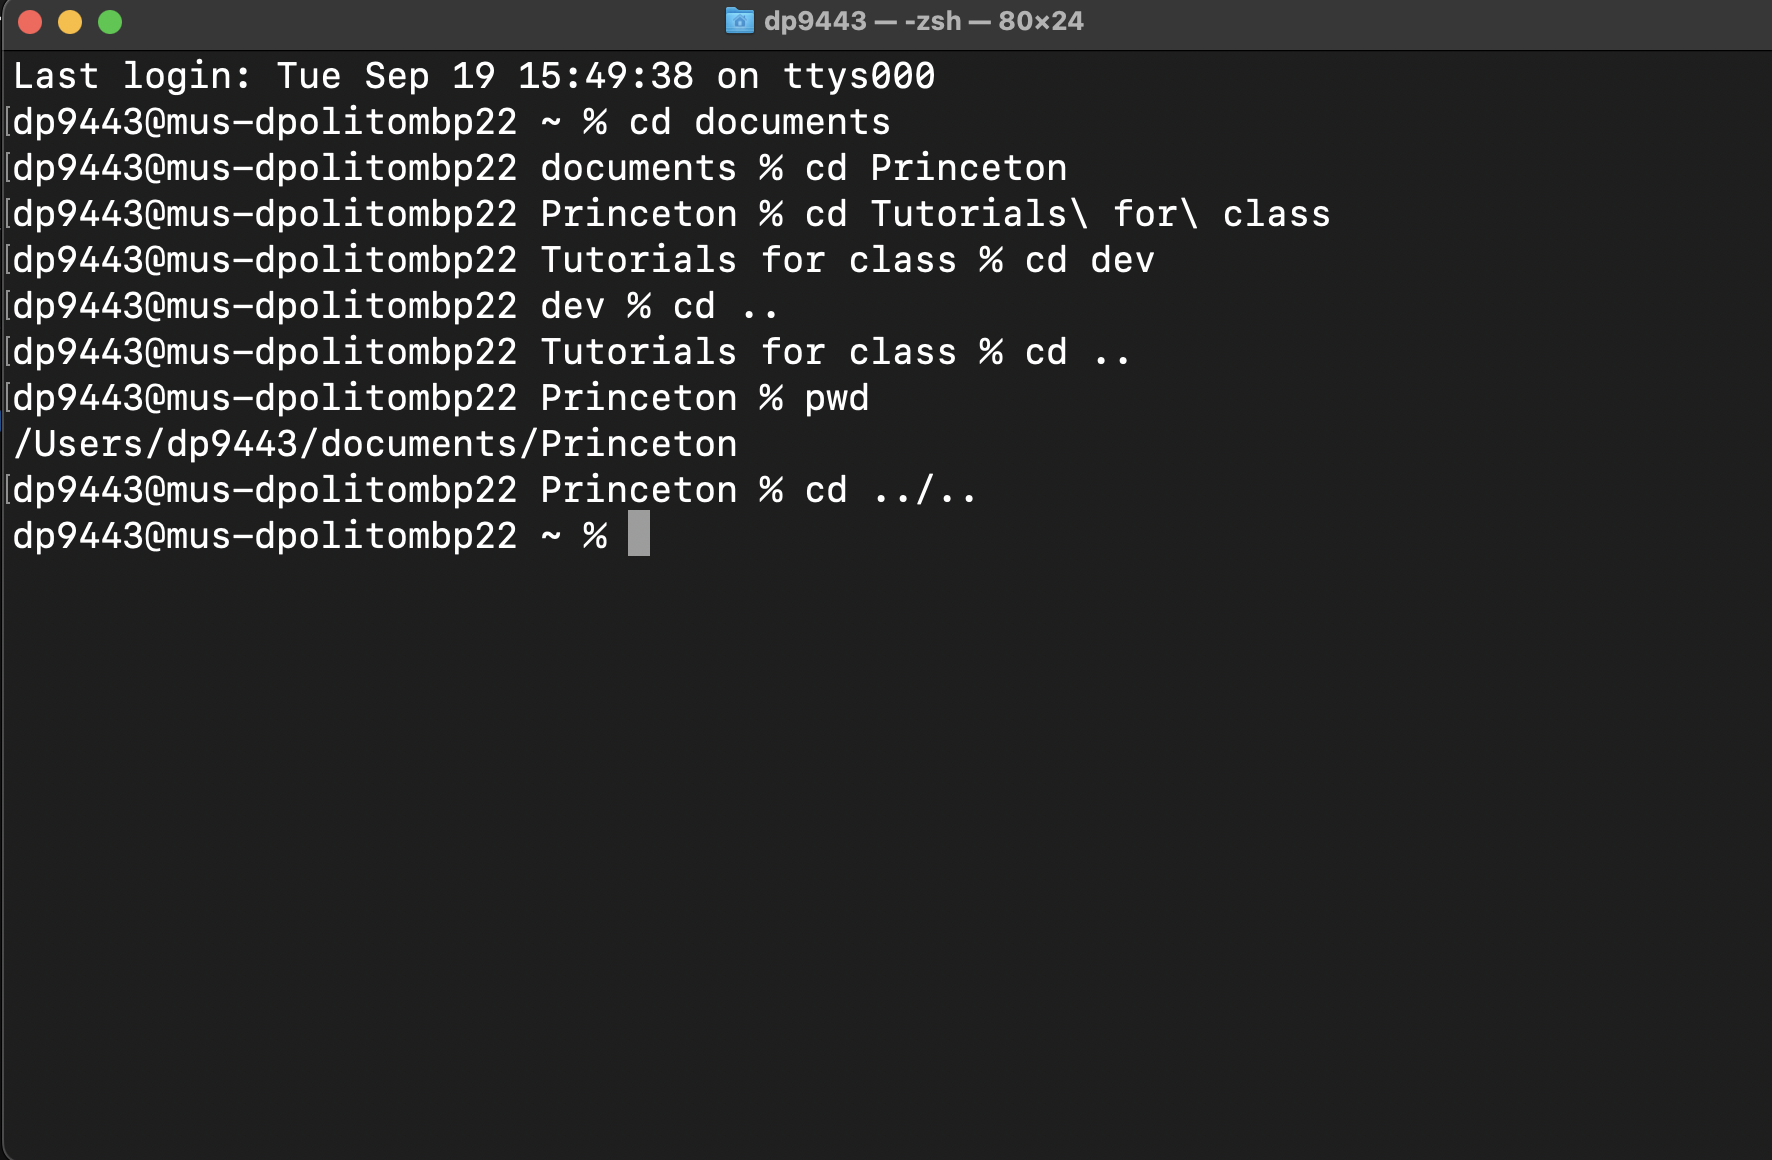 dp9443 — -zsh — 80×24
Last login: Tue Sep 19 15:49:38 on ttys000
[dp9443@mus-dpolitombp22 ~ % cd documents
[dp9443@mus-dpolitombp22 documents % cd Princeton
[dp9443@mus-dpolitombp22 Princeton % cd Tutorials\ for\ class
[dp9443@mus-dpolitombp22 Tutorials for class % cd dev
[dp9443@mus-dpolitombp22 dev % cd ..
[dp9443@mus-dpolitombp22 Tutorials for class % cd ..
[dp9443@mus-dpolitombp22 Princeton % pwd
/Users/dp9443/documents/Princeton
[dp9443@mus-dpolitombp22 Princeton % cd ../..
dp9443@mus-dpolitombp22 ~ %